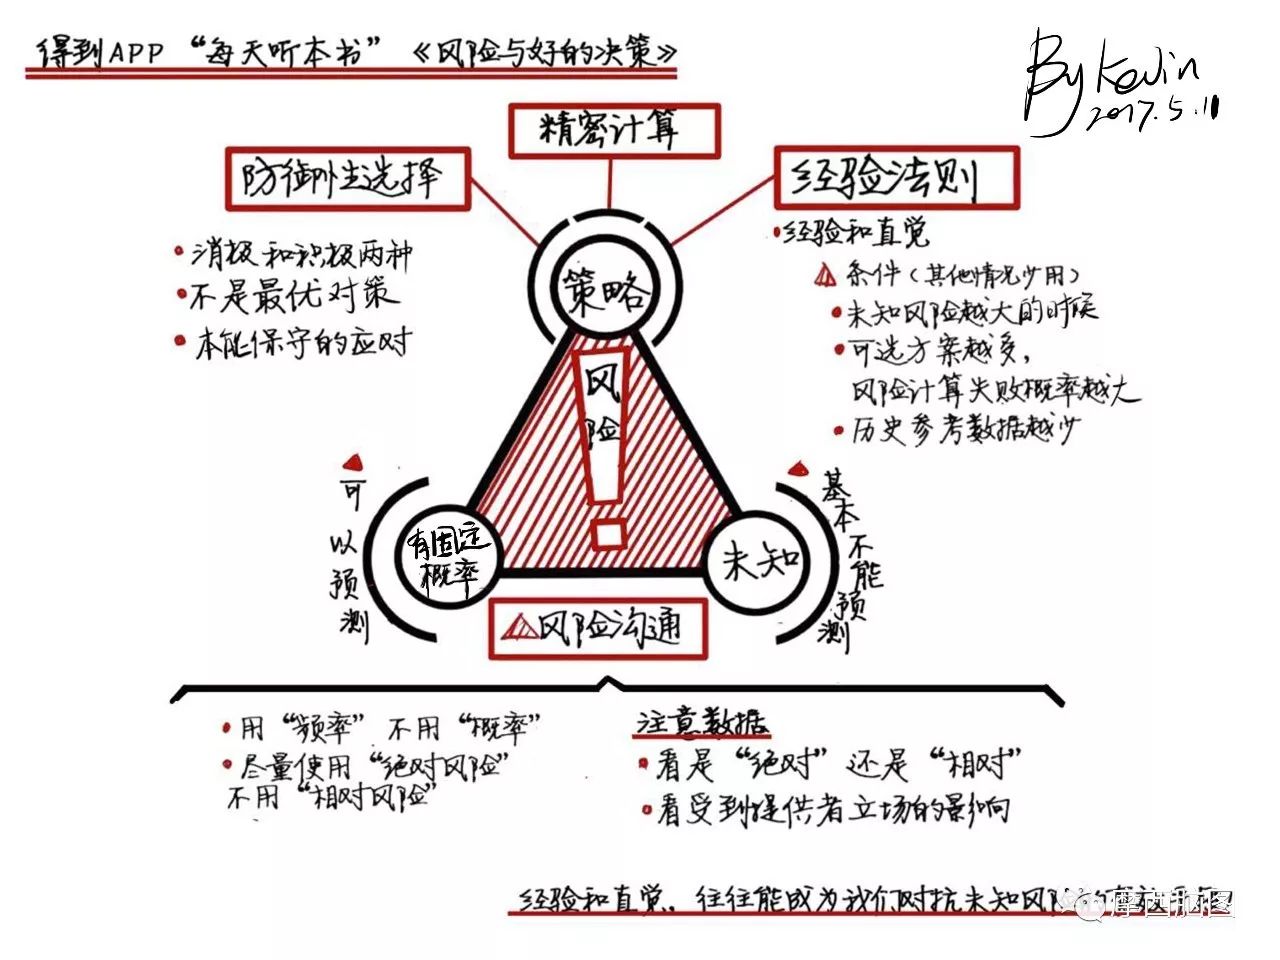 得到APP “每天听本书” 《风险与好的决策》
By Kevin
2017.5.11
精密计算
防御性选择
经验法则
• 消极和积极两种
• 不是最优对策
• 本能保守的应对
• 经验和直觉
条件（其他情况少用）
• 未知风险越大的时候
• 可选方案越多，
风险计算失败概率越大
• 历史参考数据越少
策略
风险
可以预测
有固定
概率
未知
基本不能预测
风险沟通
• 用 “频率” 不用 “概率”
• 尽量使用 “绝对风险”
不用 “相对风险”
注意数据
• 看是 “绝对” 还是 “相对”
• 看受到提供者立场的影响
经验和直觉，往往能成为我们对抗未知风险的
摩西脑图